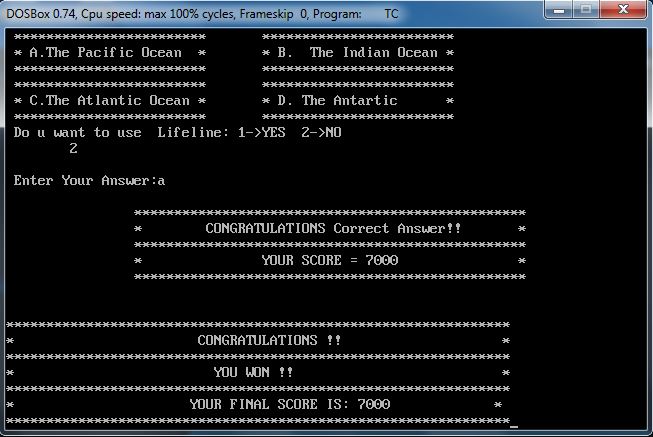 DOSBox 0.74, Cpu speed: max 100% cycles, Frameskip 0, Program: TC
************************ ************************
* A.The Pacific Ocean * * B. The Indian Ocean *
************************ ************************
************************ ************************
* C.The Atlantic Ocean * * D. The Antartic *
************************ ************************
Do u want to use Lifeline: 1->YES 2->NO
2
Enter Your Answer:a
*************************************************
* CONGRATULATIONS Correct Answer!! *
*************************************************
* YOUR SCORE = 7000 *
*************************************************
***************************************************************
* CONGRATULATIONS !! *
***************************************************************
* YOU WON !! *
***************************************************************
* YOUR FINAL SCORE IS: 7000 *
***************************************************************_